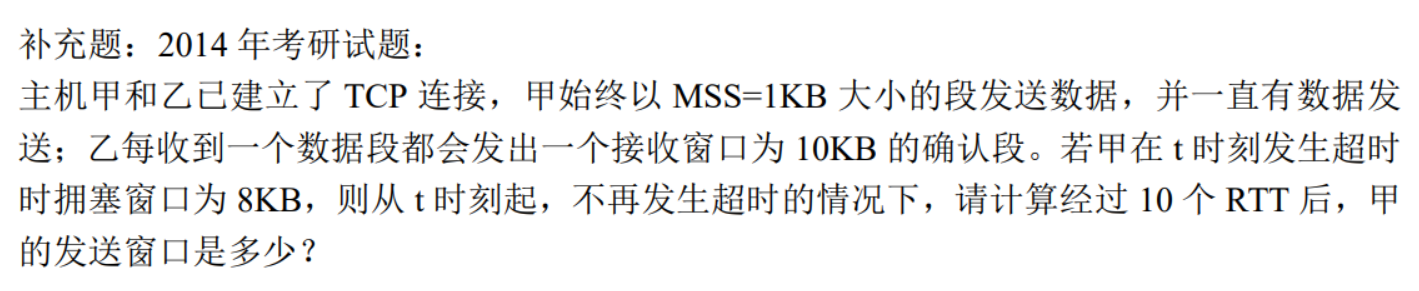 补充题：2014 年考研试题：
主机甲和乙已建立了 TCP 连接，甲始终以 MSS=1KB 大小的段发送数据，并一直有数据发
送；乙每收到一个数据段都会发出一个接收窗口为 10KB 的确认段。若甲在 t 时刻发生超时
时拥塞窗口为 8KB，则从 t 时刻起，不再发生超时的情况下，请计算经过 10 个 RTT 后，甲
的发送窗口是多少？